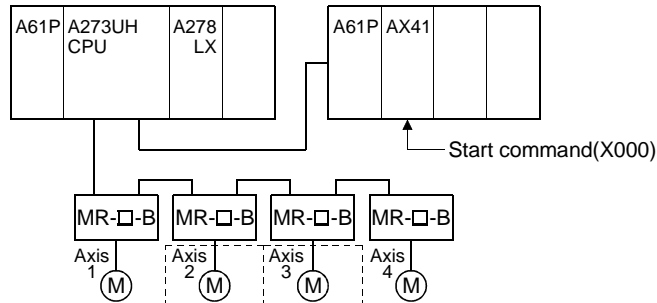 A61P A273UH CPU A278 LX
A61P AX41
Start command(X000)
MR-□-B MR-□-B MR-□-B MR-□-B
Axis 1 Axis 2 Axis 3 Axis 4
M M M M